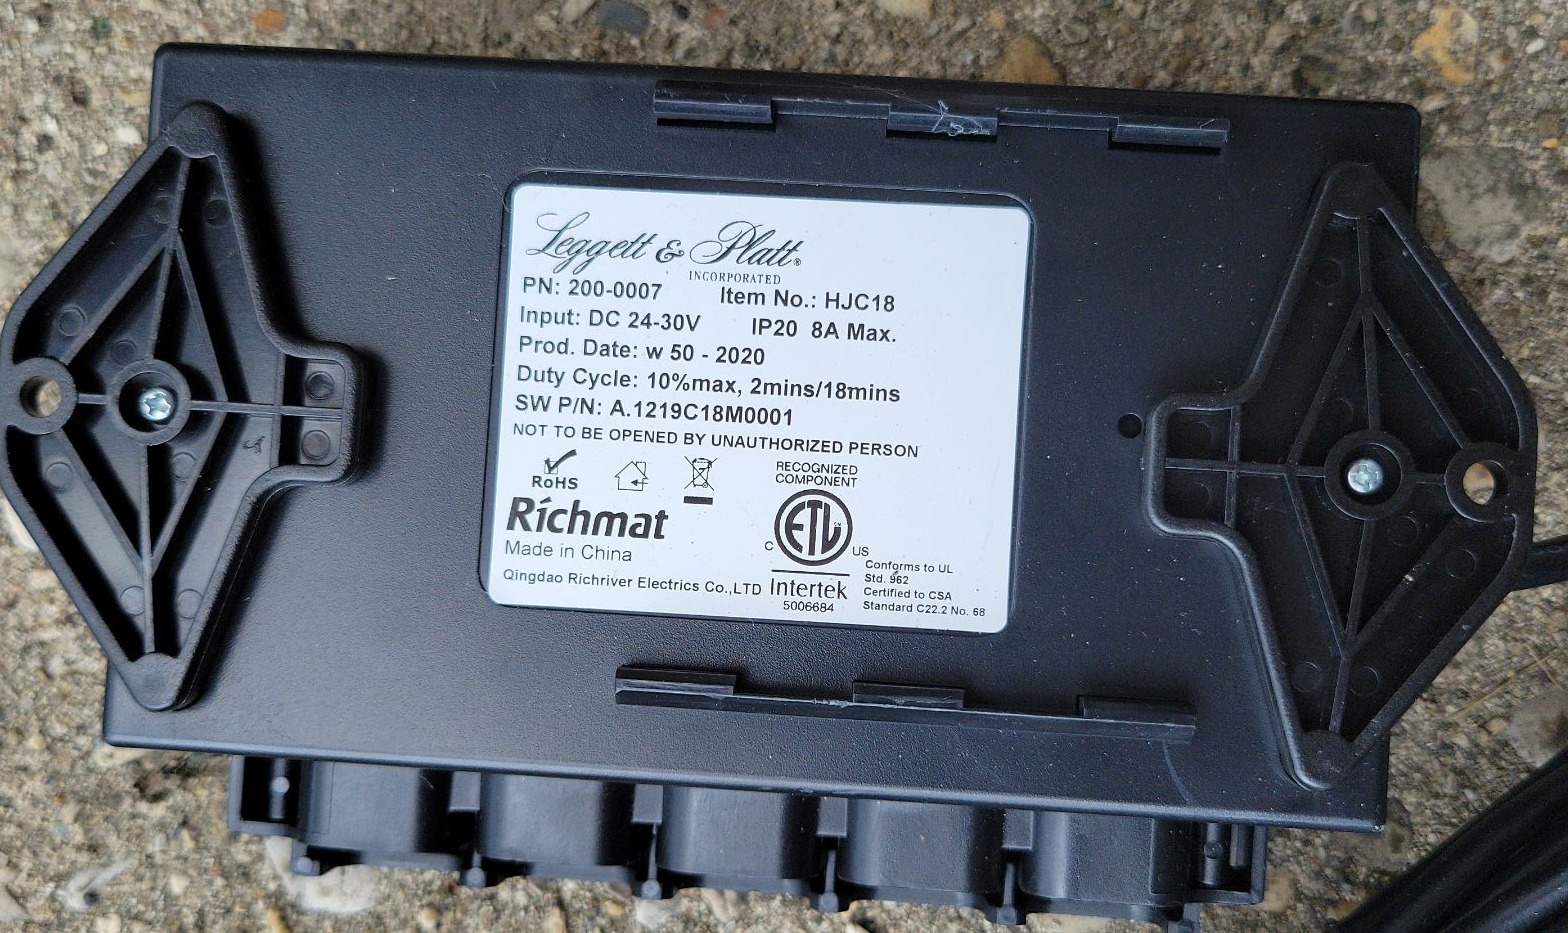 Leggett & Platt®
INCORPORATED
PN: 200-0007 Item No.: HJC18
Input: DC 24-30V IP20 8A Max.
Prod. Date: w 50 - 2020
Duty Cycle: 10%max, 2mins/18mins
SW P/N: A.1219C18M0001
NOT TO BE OPENED BY UNAUTHORIZED PERSON
RoHS
RECOGNIZED
COMPONENT
ETL
C US
Richmat
Made in China
Qingdao Richriver Electrics Co.,LTD
Intertek
5006684
Conforms to UL
Std. 962
Certified to CSA
Standard C22.2 No. 68